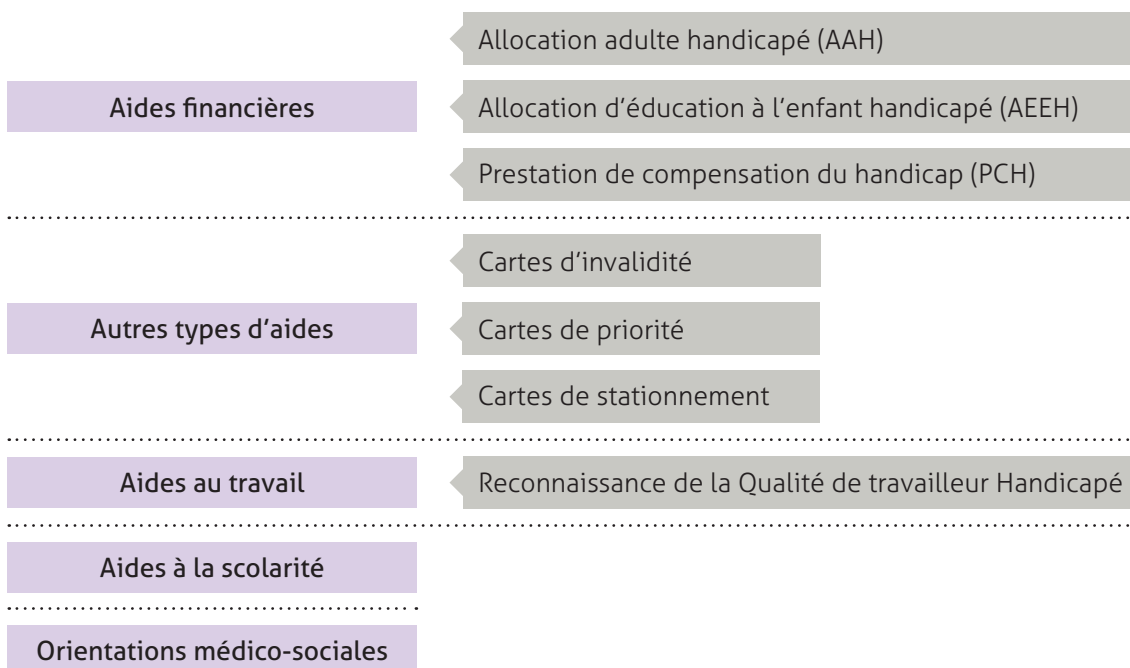 Aides financières
Allocation adulte handicapé (AAH)
Allocation d’éducation à l’enfant handicapé (AEEH)
Prestation de compensation du handicap (PCH)
Autres types d’aides
Cartes d’invalidité
Cartes de priorité
Cartes de stationnement
Aides au travail
Reconnaissance de la Qualité de travailleur Handicapé
Aides à la scolarité
Orientations médico-sociales